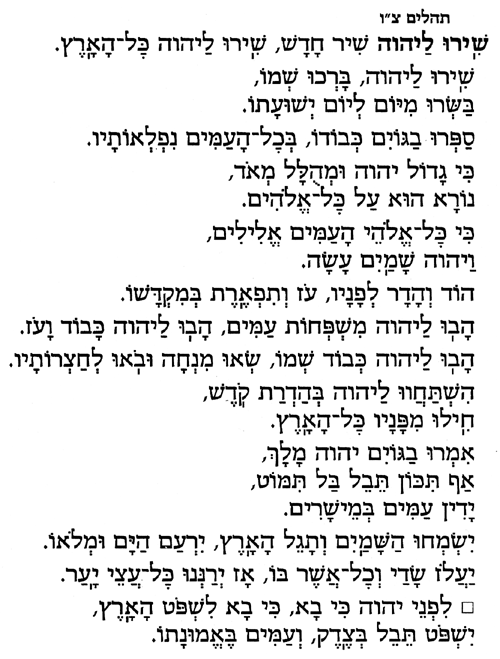 תהלים צ״ו
שִׁירוּ לַיהוה שִׁיר חָדָשׁ, שִׁירוּ לַיהוה כׇּל־הָאָרֶץ.
שִׁירוּ לַיהוה, בָּרְכוּ שְׁמוֹ,
בַּשְּׂרוּ מִיּוֹם לְיוֹם יְשׁוּעָתוֹ.
סַפְּרוּ בַגּוֹיִם כְּבוֹדוֹ, בְּכׇל־הָעַמִּים נִפְלְאוֹתָיו.
כִּי גָדוֹל יהוה וּמְהֻלָּל מְאֹד,
נוֹרָא הוּא עַל כׇּל־אֱלֹהִים.
כִּי כׇּל־אֱלֹהֵי הָעַמִּים אֱלִילִים,
וַיהוה שָׁמַיִם עָשָׂה.
הוֹד וְהָדָר לְפָנָיו, עֹז וְתִפְאֶרֶת בְּמִקְדָּשׁוֹ.
הָבוּ לַיהוה מִשְׁפְּחוֹת עַמִּים, הָבוּ לַיהוה כָּבוֹד וָעֹז.
הָבוּ לַיהוה כְּבוֹד שְׁמוֹ, שְׂאוּ מִנְחָה וּבֹאוּ לְחַצְרוֹתָיו.
הִשְׁתַּחֲווּ לַיהוה בְּהַדְרַת קֹדֶשׁ,
חִילוּ מִפָּנָיו כׇּל־הָאָרֶץ.
אִמְרוּ בַגּוֹיִם יהוה מָלָךְ,
אַף תִּכּוֹן תֵּבֵל בַּל תִּמּוֹט,
יָדִין עַמִּים בְּמֵישָׁרִים.
יִשְׂמְחוּ הַשָּׁמַיִם וְתָגֵל הָאָרֶץ, יִרְעַם הַיָּם וּמְלֹאוֹ.
יַעֲלֹז שָׂדַי וְכׇל־אֲשֶׁר בּוֹ, אָז יְרַנְּנוּ כׇּל־עֲצֵי יָעַר.
□ לִפְנֵי יהוה כִּי בָא, כִּי בָא לִשְׁפֹּט הָאָרֶץ,
יִשְׁפֹּט תֵּבֵל בְּצֶדֶק, וְעַמִּים בֶּאֱמוּנָתוֹ.